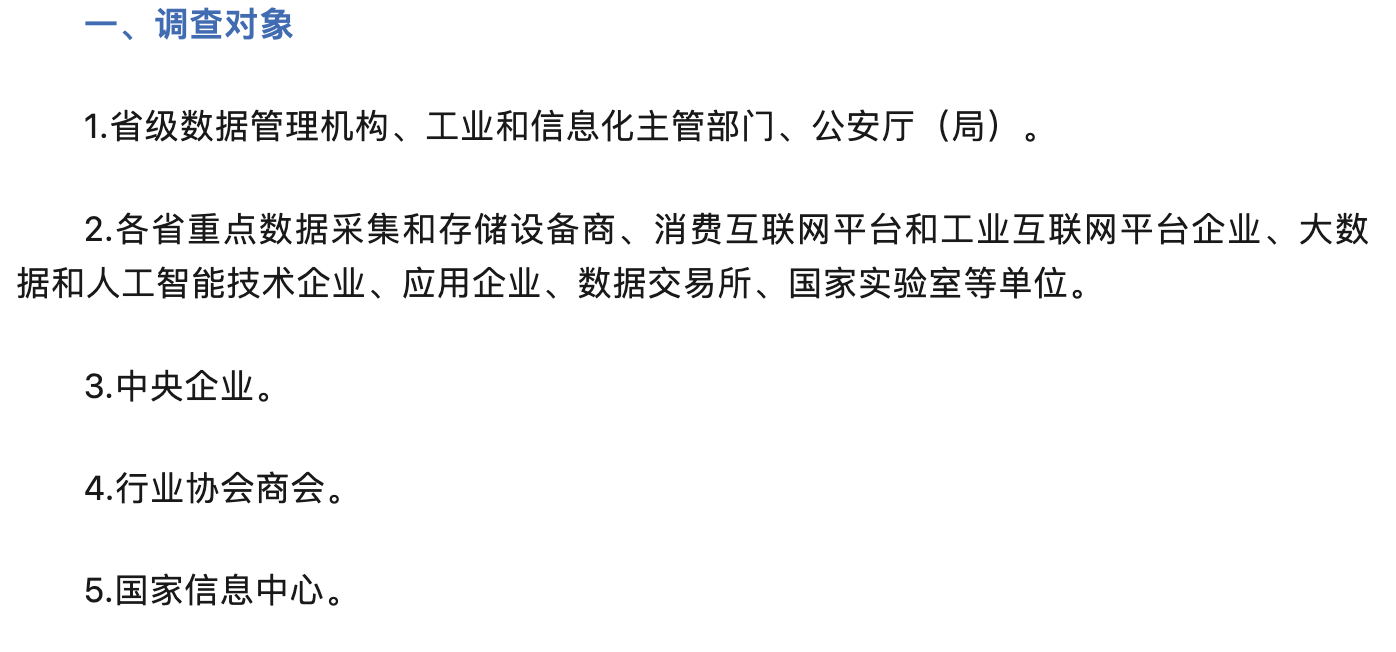 一、调查对象
1.省级数据管理机构、工业和信息化主管部门、公安厅（局）。
2.各省重点数据采集和存储设备商、消费互联网平台和工业互联网平台企业、大数
据和人工智能技术企业、应用企业、数据交易所、国家实验室等单位。
3.中央企业。
4.行业协会商会。
5.国家信息中心。